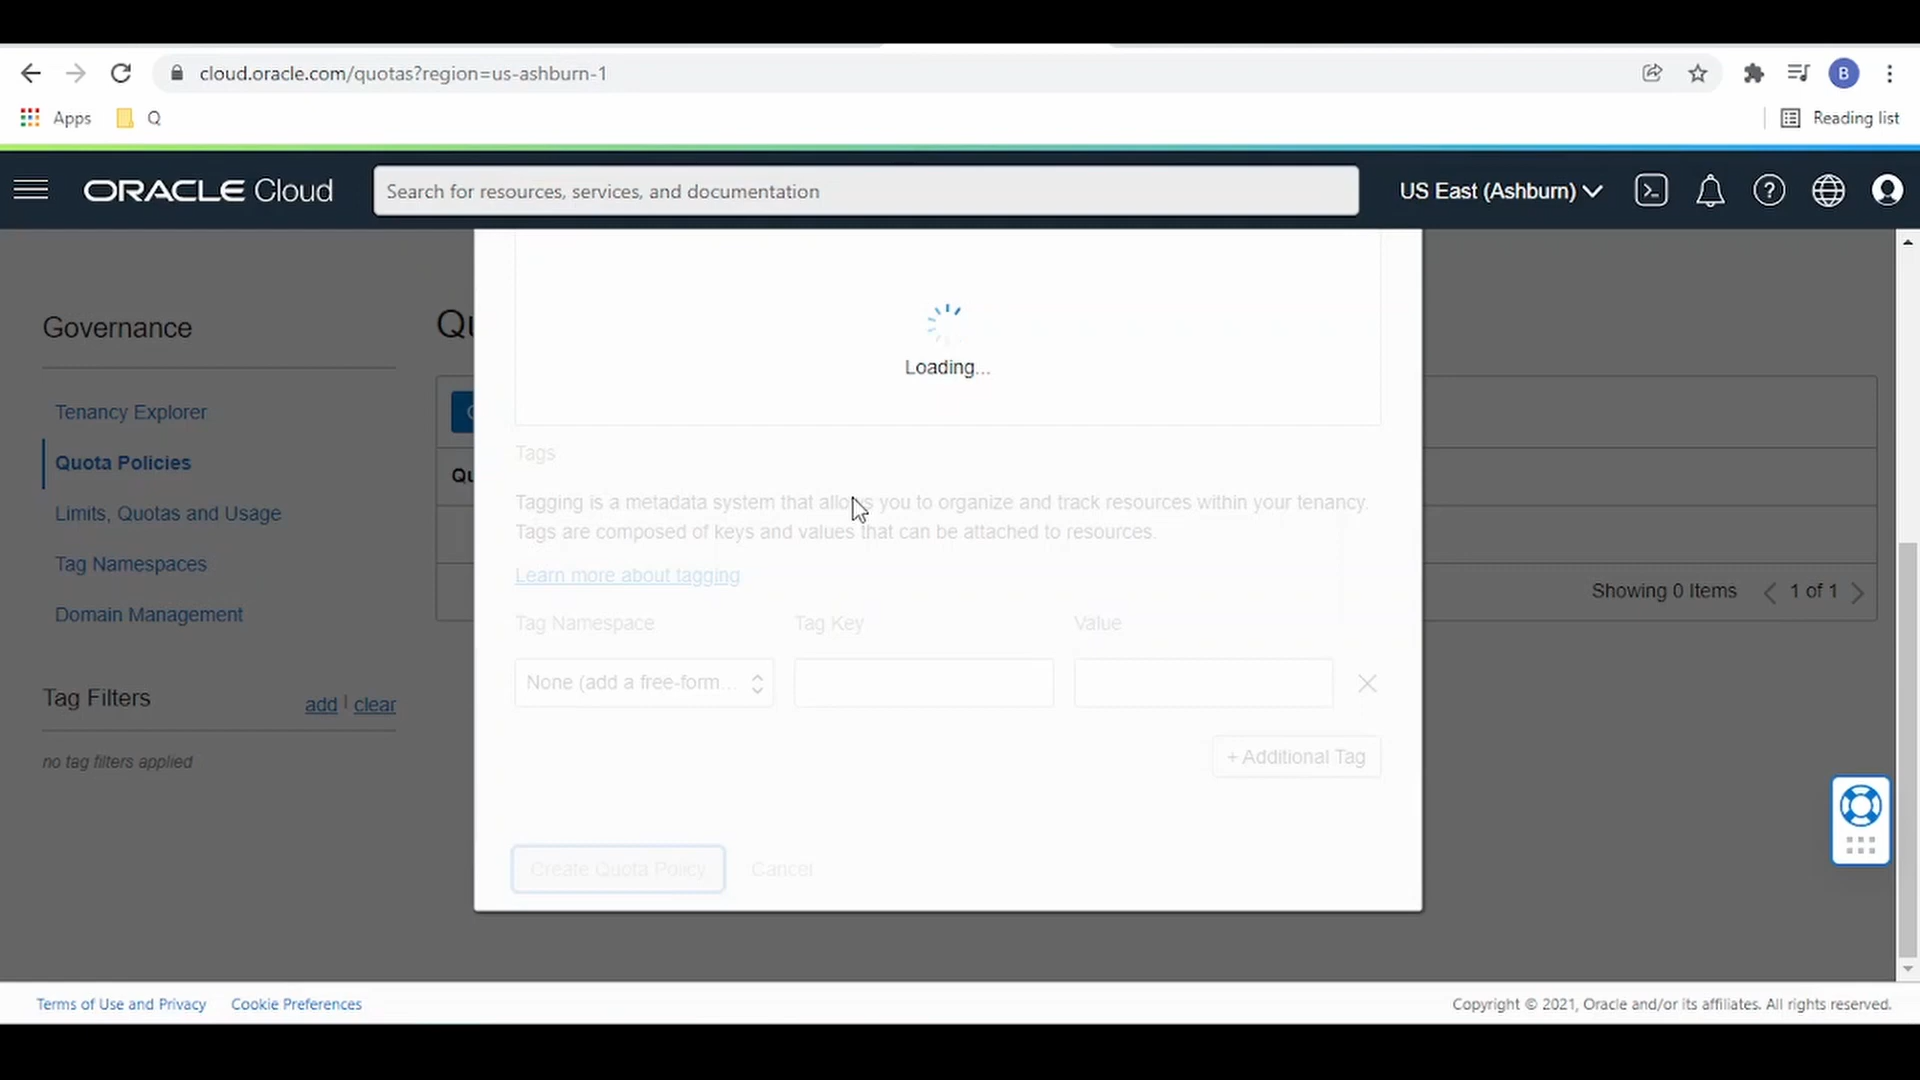 cloud.oracle.com/quotas?region=us-ashburn-1
B
Apps
Q
Reading list
ORACLE Cloud
Search for resources, services, and documentation
US East (Ashburn)
Governance
Qu
Loading...
Tenancy Explorer
Quota Policies
Qu
Limits, Quotas and Usage
Tag Namespaces
Domain Management
Tags
Tagging is a metadata system that allows you to organize and track resources within your tenancy.
Tags are composed of keys and values that can be attached to resources.
Learn more about tagging
Showing 0 Items
1 of 1
Tag Namespace
Tag Key
Value
None (add a free-form...
Tag Filters
add | clear
no tag filters applied
+ Additional Tag
Create Quota Policy
Cancel
Terms of Use and Privacy
Cookie Preferences
Copyright © 2021, Oracle and/or its affiliates. All rights reserved.